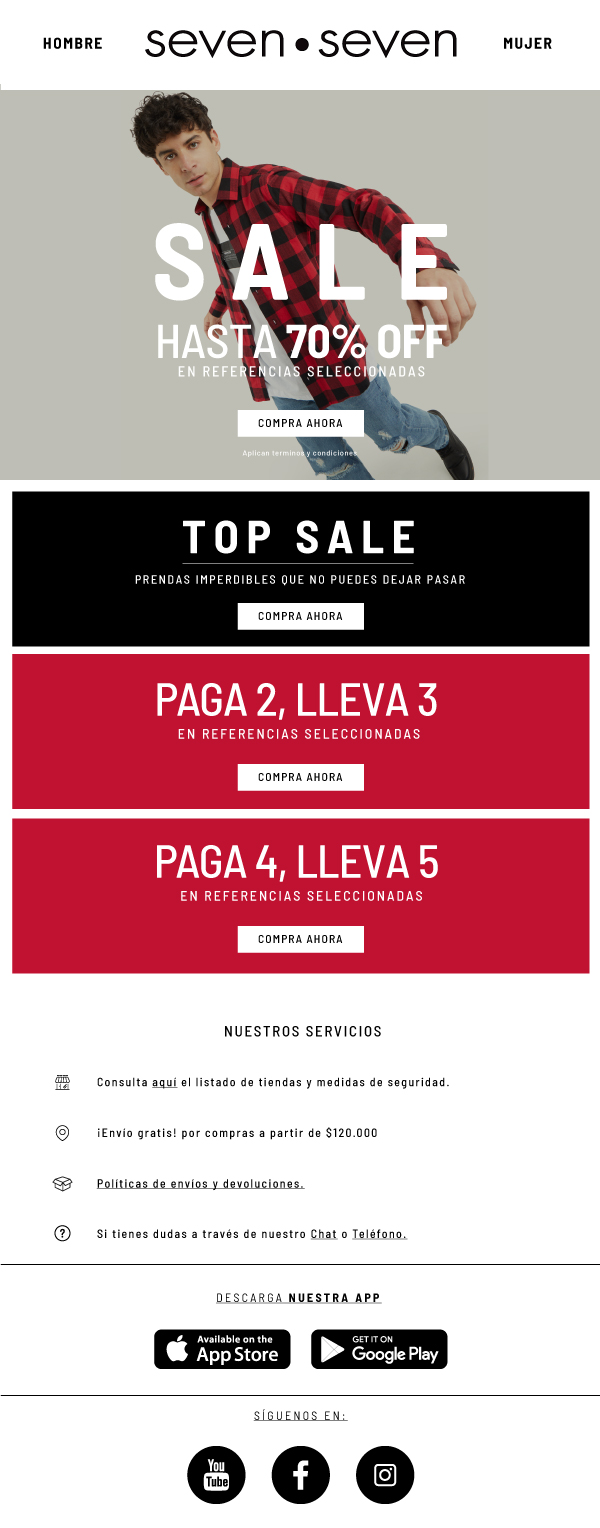 HOMBRE
seven•seven
MUJER
SALE
HASTA 70% OFF
EN REFERENCIAS SELECCIONADAS
COMPRA AHORA
Aplican terminos y condiciones
TOP SALE
PRENDAS IMPERDIBLES QUE NO PUEDES DEJAR PASAR
COMPRA AHORA
PAGA 2, LLEVA 3
EN REFERENCIAS SELECCIONADAS
COMPRA AHORA
PAGA 4, LLEVA 5
EN REFERENCIAS SELECCIONADAS
COMPRA AHORA
NUESTROS SERVICIOS
Consulta aquí el listado de tiendas y medidas de seguridad.
¡Envío gratis! por compras a partir de $120.000
Políticas de envíos y devoluciones.
Si tienes dudas a través de nuestro Chat o Teléfono.
DESCARGA NUESTRA APP
Available on the
App Store
GET IT ON
Google Play
SÍGUENOS EN:
You
Tube